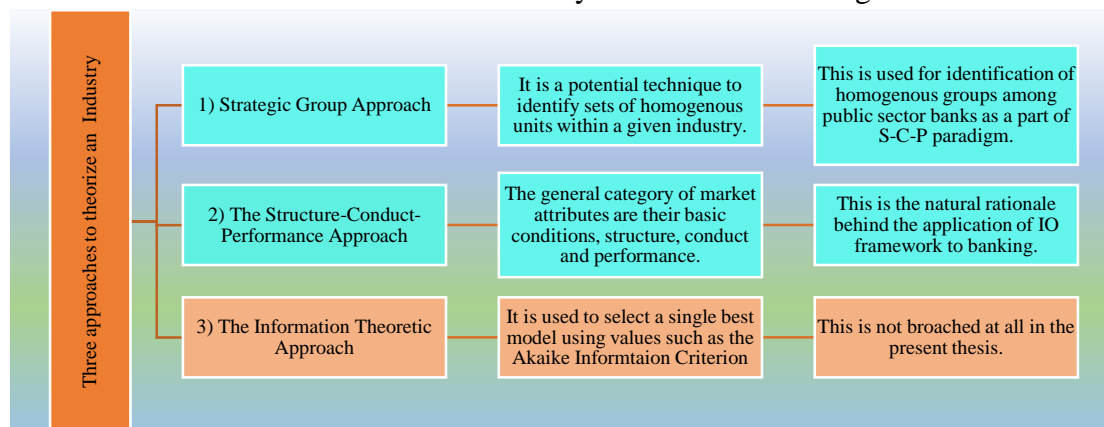 Three approaches to theorize an Industry
1) Strategic Group Approach
It is a potential technique to
identify sets of homogenous
units within a given industry.
This is used for identification of
homogenous groups among
public sector banks as a part of
S-C-P paradigm.
2) The Structure-Conduct-
Performance Approach
The general category of market
attributes are their basic
conditions, structure, conduct
and performance.
This is the natural rationale
behind the application of IO
framework to banking.
3) The Information Theoretic
Approach
It is used to select a single best
model using values such as the
Akaike Informtaion Criterion
This is not broached at all in the
present thesis.